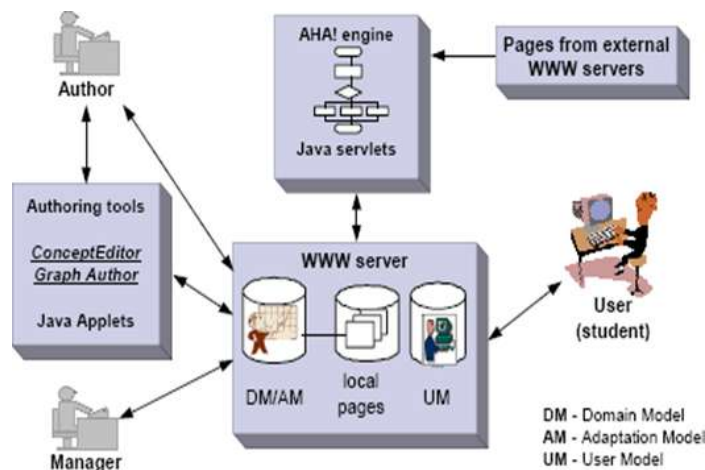 Author
AHA! engine
Java servlets
Pages from external
WWW servers
Authoring tools
ConceptEditor
Graph Author
Java Applets
WWW server
DM/AM
local
pages
UM
User
(student)
Manager
DM - Domain Model
AM - Adaptation Model
UM - User Model